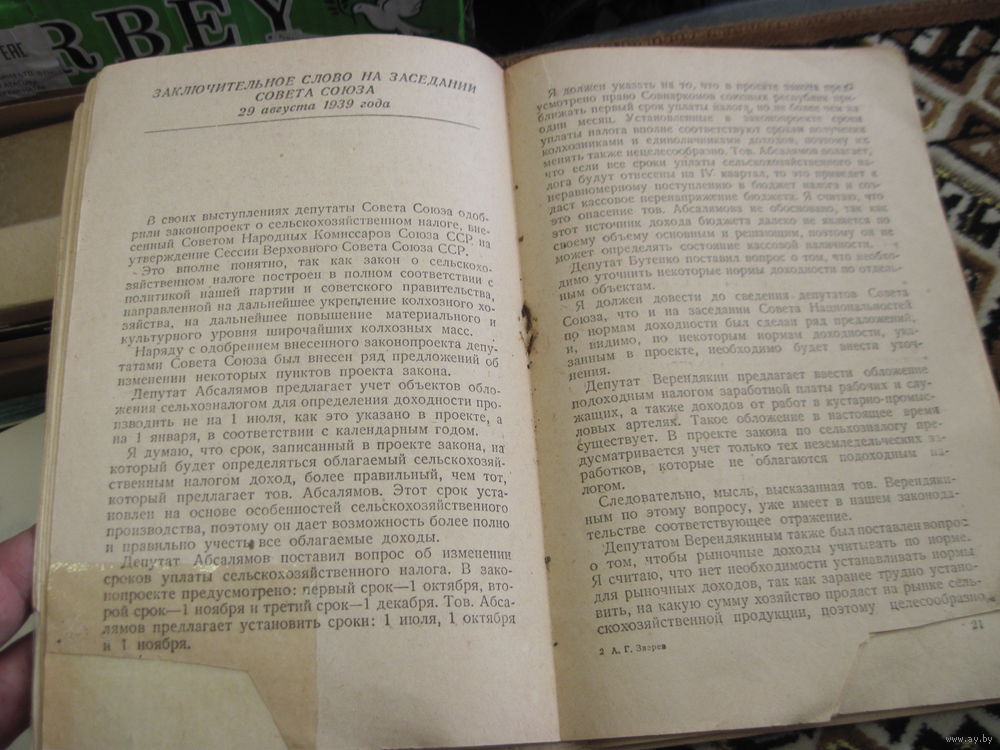 RBEY
EAC
ЗАКЛЮЧИТЕЛЬНОЕ СЛОВО НА ЗАСЕДАНИИ
СОВЕТА СОЮЗА
29 августа 1939 года
В своих выступлениях депутаты Совета Союза одоб-
рили законопроект о сельскохозяйственном налоге, вне-
сенный Советом Народных Комиссаров Союза ССР на
утверждение Сессии Верховного Совета Союза ССР.
Это вполне понятно, так как закон о сельскохо-
зяйственном налоге построен в полном соответствии с
политикой нашей партии и советского правительства,
направленной на дальнейшее укрепление колхозного хо-
зяйства, на дальнейшее повышение материального и
культурного уровня широчайших колхозных масс.
Наряду с одобрением внесенного законопроекта депу-
татами Совета Союза был внесен ряд предложений об
изменении некоторых пунктов проекта закона.
Депутат Абсалямов предлагает учет объектов обло-
жения сельхозналогом для определения доходности про-
изводить не на 1 июля, как это указано в проекте, а
на 1 января, в соответствии с календарным годом.
Я думаю, что срок, записанный в проекте закона, на
который будет определяться облагаемый сельскохозяй-
ственным налогом доход, более правильный, чем тот,
который предлагает тов. Абсалямов. Этот срок уста-
новлен на основе особенностей сельскохозяйственного
производства, поэтому он дает возможность более полно
и правильно учесть все облагаемые доходы.
Депутат Абсалямов поставил вопрос об изменении
сроков уплаты сельскохозяйственного налога. В зако-
нопроекте предусмотрено: первый срок—1 октября, вто-
рой срок—1 ноября и третий срок—1 декабря. Тов. Абса-
лямов предлагает установить сроки: 1 июля, 1 октября
и 1 ноября.
Я должен указать на то, что в проекте закона пред-
усмотрено право Совнаркомов союзных республик при-
ближать первый срок уплаты налога, но не более чем на
один месяц. Установленные в законопроекте сроки
уплаты налога вполне соответствуют срокам получения
колхозниками и единоличниками доходов, поэтому их
менять также нецелесообразно. Тов. Абсалямов полагает,
что если все сроки уплаты сельскохозяйственного на-
лога будут отнесены на IV квартал, то это приведет к
неравномерному поступлению в бюджет налога и соз-
даст кассовое перенапряжение бюджета. Я считаю, что
это опасение тов. Абсалямова не обосновано, так как
этот источник дохода бюджета далеко не является по
своему объему основным и решающим, поэтому он не
может определять состояние кассовой наличности.
Депутат Бутенко поставил вопрос о том, что необхо-
димо уточнить некоторые нормы доходности по отдель-
ным объектам.
Я должен довести до сведения депутатов Совета
Союза, что и на заседании Совета Национальностей
по нормам доходности был сделан ряд предложений,
и, видимо, по некоторым нормам доходности, ука-
занным в проекте, необходимо будет внести уточ-
нения.
Депутат Верендякин предлагает ввести обложение
подоходным налогом заработной платы рабочих и слу-
жащих, а также доходов от работ в кустарно-промыс-
ловых артелях. Такое обложение в настоящее время
существует. В проекте закона по сельхозналогу пре-
дусматривается учет только тех неземледельческих за-
работков, которые не облагаются подоходным на-
логом.
Следовательно, мысль, высказанная тов. Верендяки-
ным по этому вопросу, уже имеет в нашем законода-
тельстве соответствующее отражение.
Депутатом Верендякиным также был поставлен вопрос
о том, чтобы рыночные доходы учитывать по норме.
Я считаю, что нет необходимости устанавливать нормы
для рыночных доходов, так как заранее трудно устано-
вить, на какую сумму хозяйство продаст на рынке сель-
скохозяйственной продукции, поэтому целесообразно
2 А. Г. Зверев
21
www.ay.by